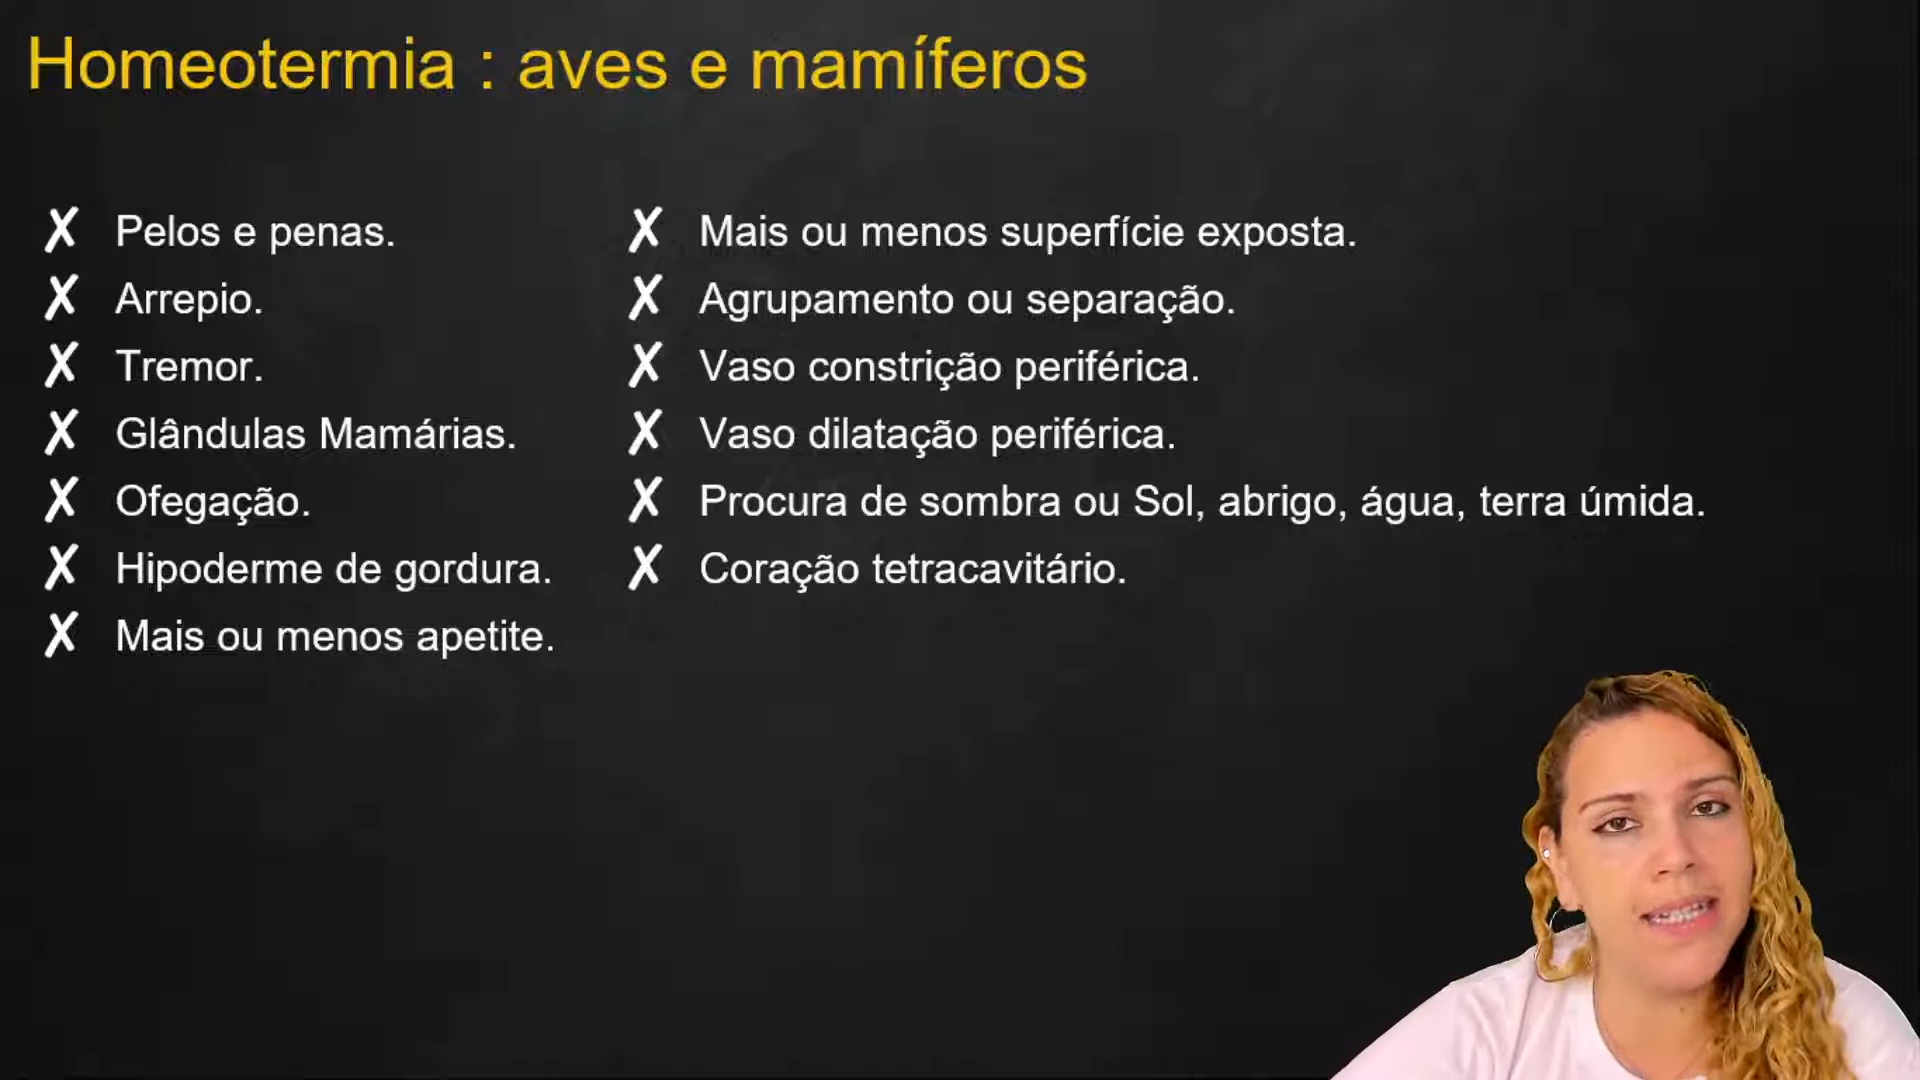 Homeotermia : aves e mamíferos
✗ Pelos e penas.
✗ Arrepio.
✗ Tremor.
✗ Glândulas Mamárias.
✗ Ofegação.
✗ Hipoderme de gordura.
✗ Mais ou menos apetite.
✗ Mais ou menos superfície exposta.
✗ Agrupamento ou separação.
✗ Vaso constrição periférica.
✗ Vaso dilatação periférica.
✗ Procura de sombra ou Sol, abrigo, água, terra úmida.
✗ Coração tetracavitário.